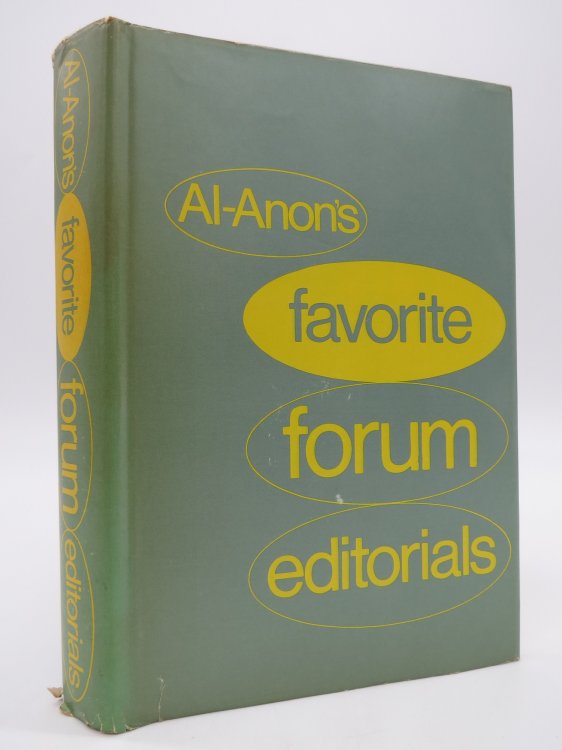 Al-Anon's
favorite
forum
editorials
Al-Anon's favorite forum editorials